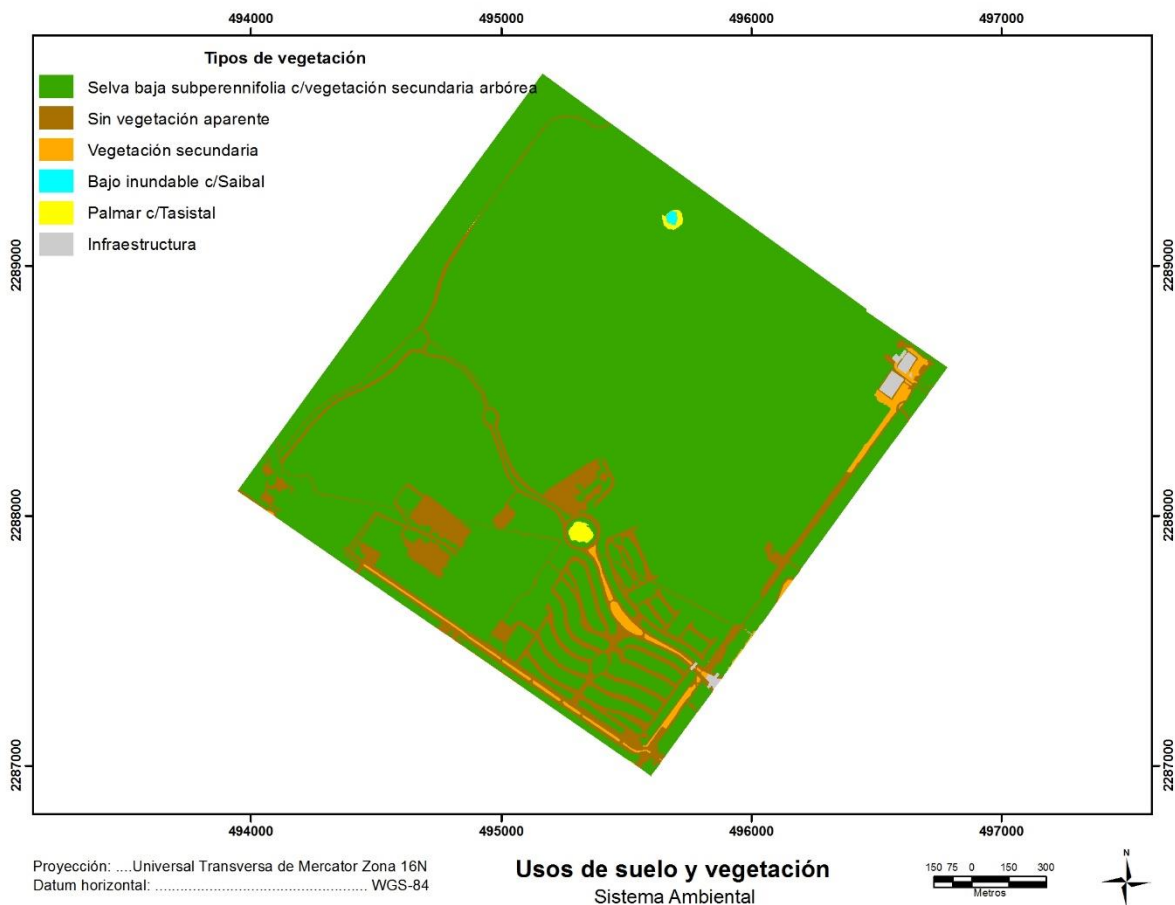 494000 495000 496000 497000
Tipos de vegetación
Selva baja subperennifolia c/vegetación secundaria arbórea
Sin vegetación aparente
Vegetación secundaria
Bajo inundable c/Saibal
Palmar c/Tasistal
Infraestructura
2289000 2289000
2288000 2288000
2287000 2287000
494000 495000 496000 497000
Proyección: ....Universal Transversa de Mercator Zona 16N
Datum horizontal: ........................................ WGS-84
Usos de suelo y vegetación
Sistema Ambiental
150 75 0 150 300
Metros
N